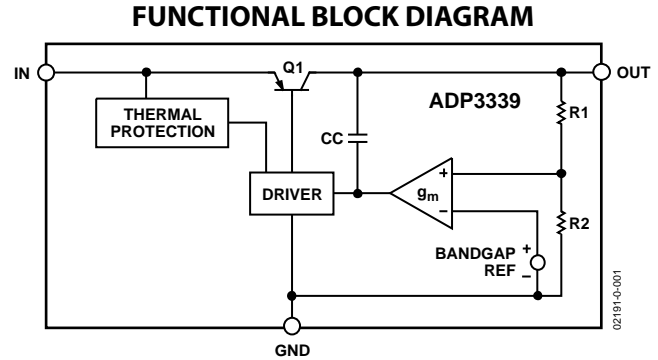 FUNCTIONAL BLOCK DIAGRAM
IN
Q1
OUT
THERMAL
PROTECTION
ADP3339
R1
CC
DRIVER
+
gm
–
R2
BANDGAP
REF
+
–
GND
02191-0-001